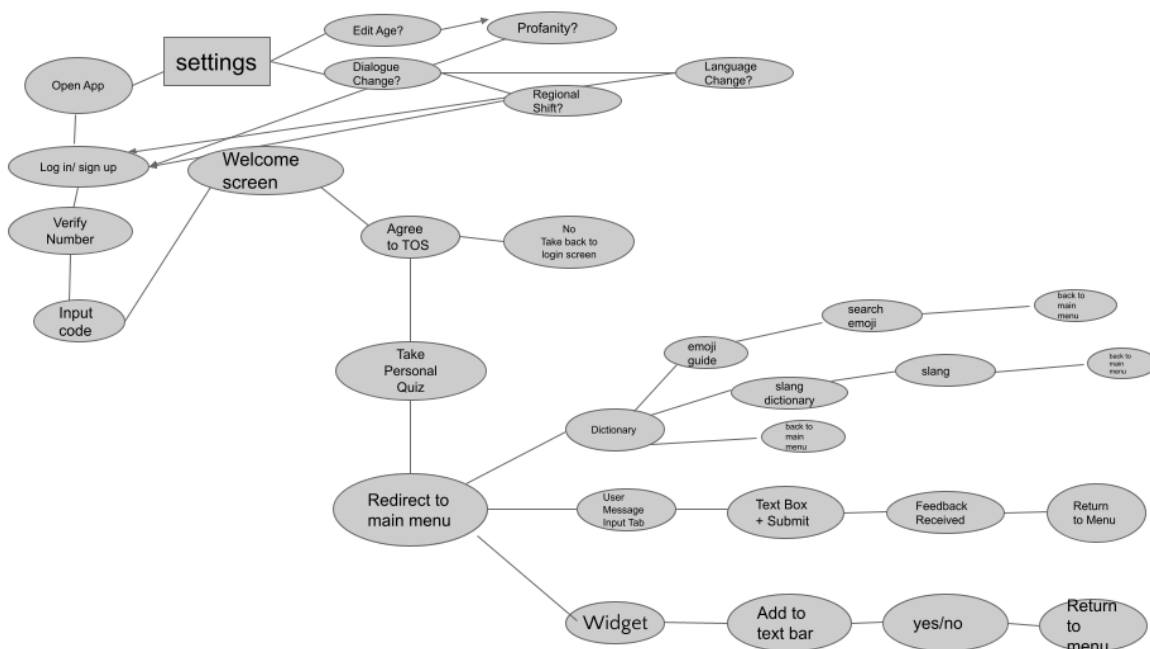 settings
Edit Age?
Profanity?
Open App
Dialogue
Change?
Language
Change?
Regional
Shift?
Log in/ sign up
Welcome
screen
Verify
Number
Agree
to TOS
No
Take back to
login screen
Input
code
Take
Personal
Quiz
emoji
guide
search
emoji
back to
main
menu
slang
dictionary
slang
back to
main
menu
Dictionary
back to
main
menu
Redirect to
main menu
User
Message
Input Tab
Text Box
+ Submit
Feedback
Received
Return
to Menu
Widget
Add to
text bar
yes/no
Return
to
menu